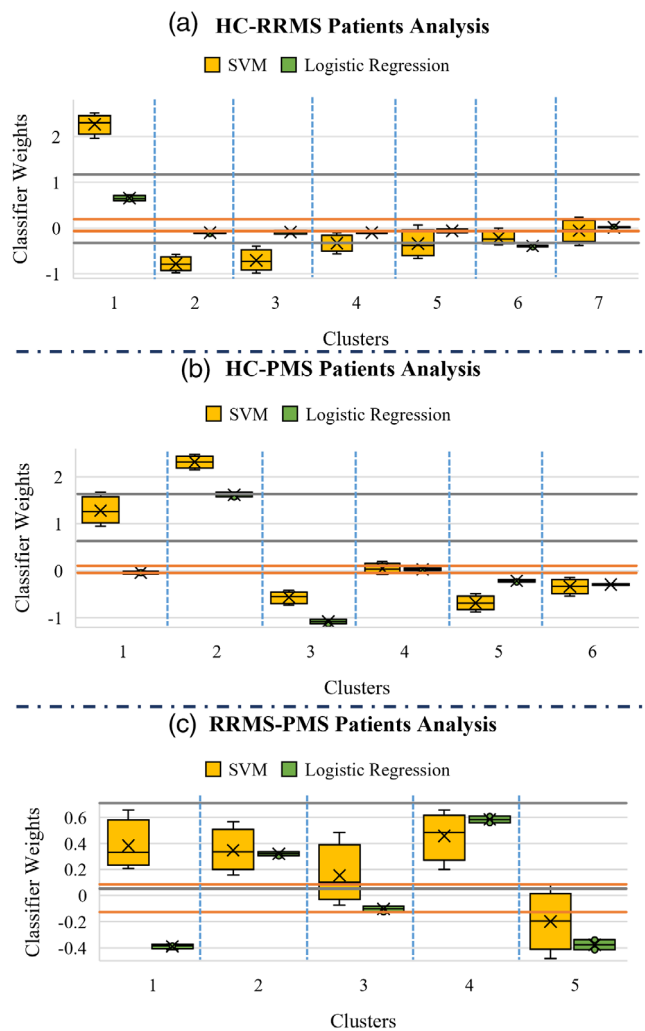 (a) HC-RRMS Patients Analysis
SVM Logistic Regression
Classifier Weights
2
1
0
-1
1 2 3 4 5 6 7
Clusters
(b) HC-PMS Patients Analysis
SVM Logistic Regression
Classifier Weights
2
1
0
-1
1 2 3 4 5 6
Clusters
(c) RRMS-PMS Patients Analysis
SVM Logistic Regression
Classifier Weights
0.6
0.4
0.2
0
-0.2
-0.4
1 2 3 4 5
Clusters